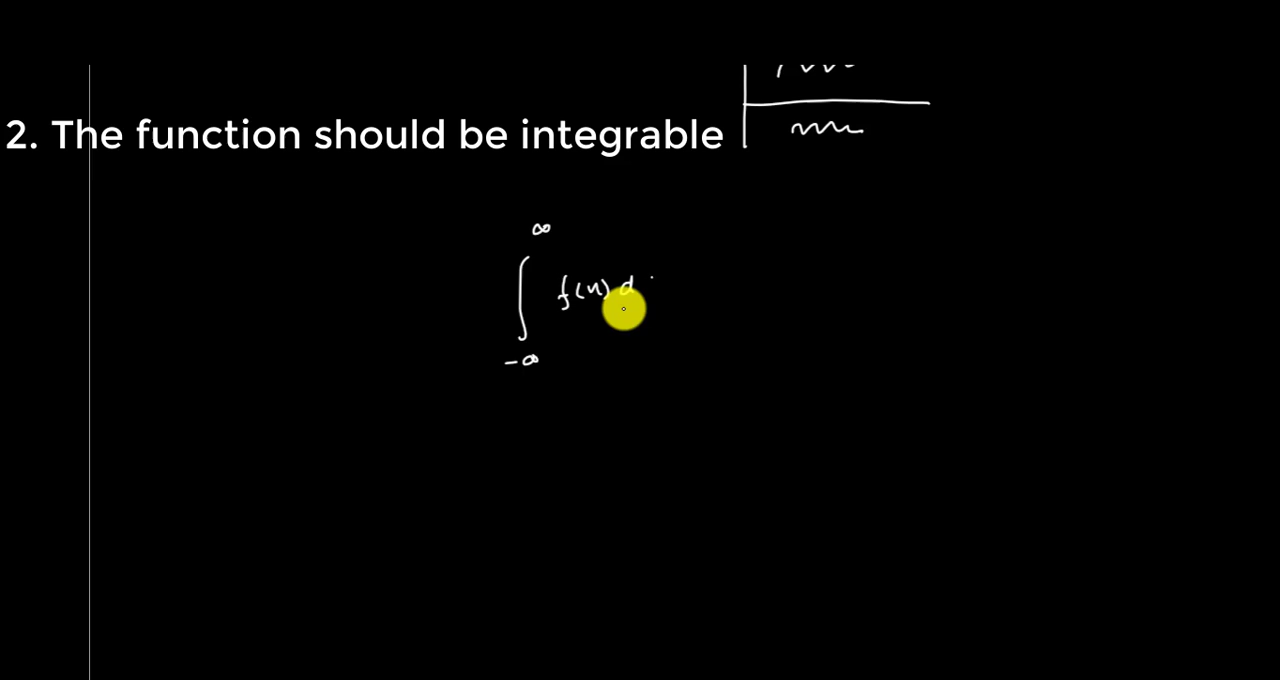 2. The function should be integrable
∞
∫ f(x) d
-∞